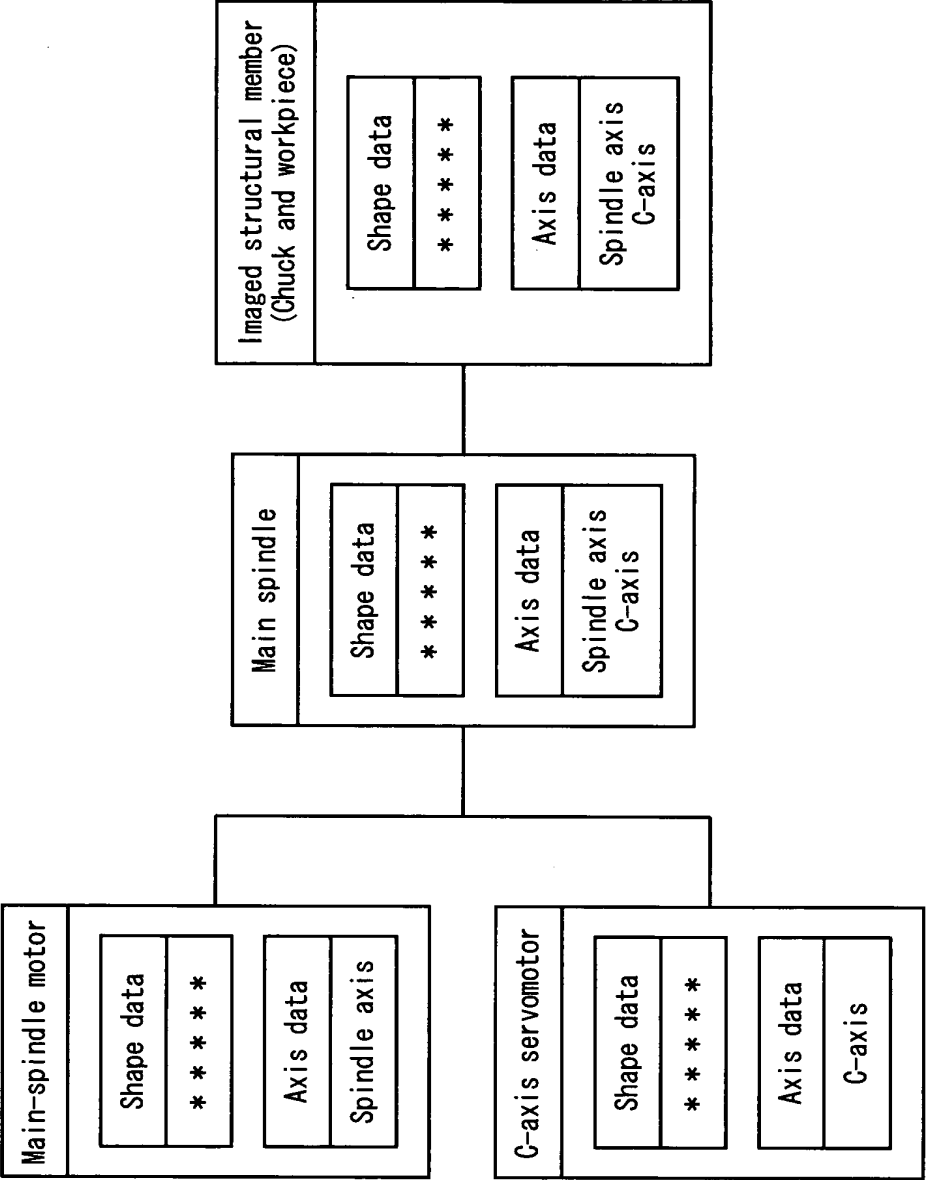 Main-spindle motor
Shape data
* * * * *
Axis data
Spindle axis
C-axis servomotor
Shape data
* * * * *
Axis data
C-axis
Main spindle
Shape data
* * * * *
Axis data
Spindle axis
C-axis
Imaged structural member
(Chuck and workpiece)
Shape data
* * * * *
Axis data
Spindle axis
C-axis